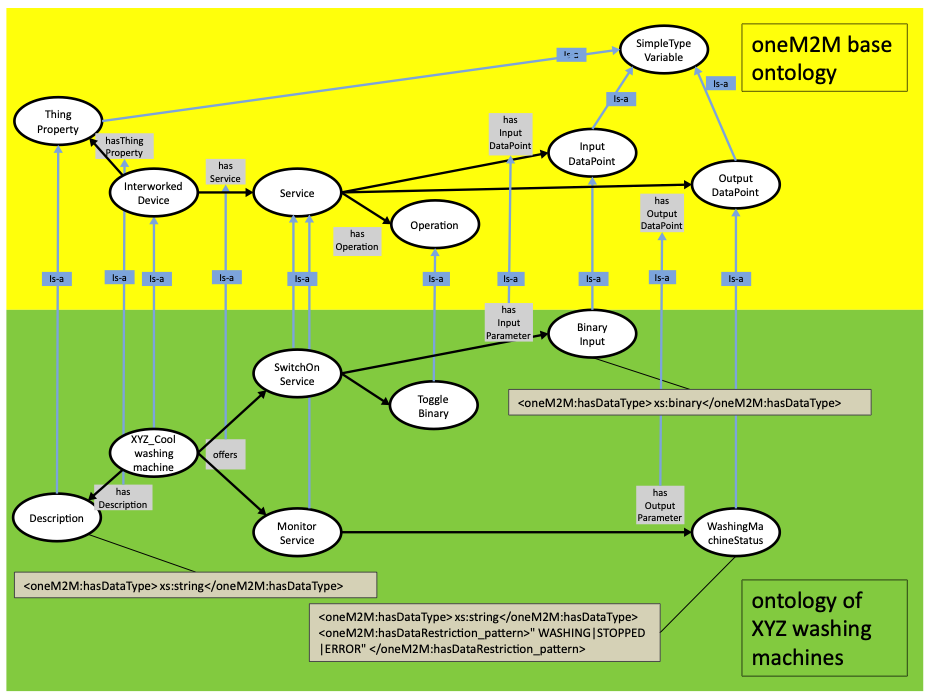 oneM2M base
ontology
SimpleType
Variable
Is-a
Is-a
Is-a
Thing
Property
hasThing
Property
has
Input
DataPoint
Input
DataPoint
Interworked
Device
has
Service
Service
Output
DataPoint
has
Output
DataPoint
Operation
has
Operation
Is-a
Is-a
Is-a
Is-a
Is-a
Is-a
Is-a
Is-a
Is-a
Is-a
has
Input
Parameter
Binary
Input
SwitchOn
Service
Toggle
Binary
<oneM2M:hasDataType> xs:binary</oneM2M:hasDataType>
XYZ_Cool
washing
machine
offers
has
Description
Description
Monitor
Service
has
Output
Parameter
WashingMa
chineStatus
<oneM2M:hasDataType> xs:string</oneM2M:hasDataType>
<oneM2M:hasDataType> xs:string</oneM2M:hasDataType>
<oneM2M:hasDataRestriction_pattern>" WASHING|STOPPED
|ERROR" </oneM2M:hasDataRestriction_pattern>
ontology of
XYZ washing
machines